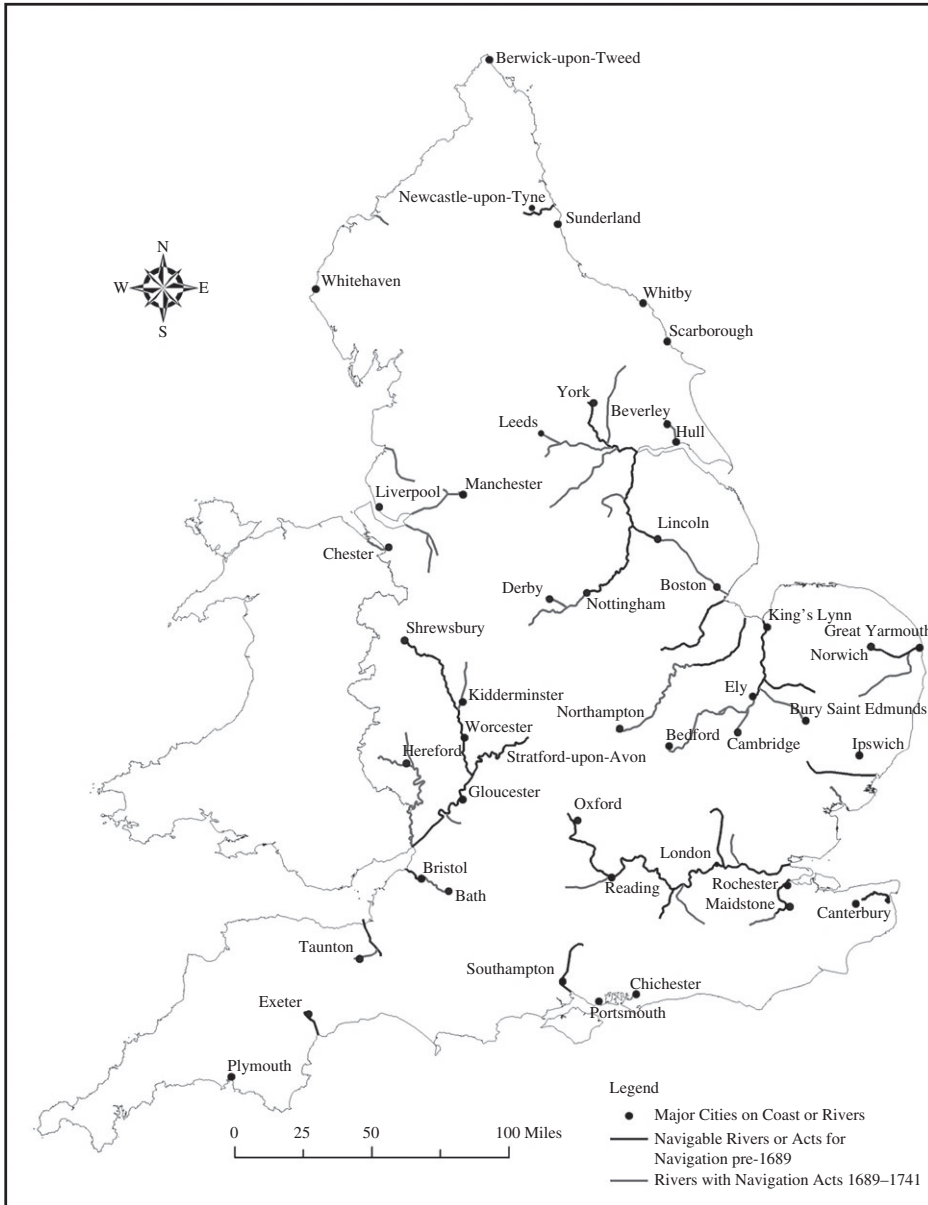 Berwick-upon-Tweed
Newcastle-upon-Tyne
Sunderland
N
W
E
S
Whitehaven
Whitby
Scarborough
York
Beverley
Leeds
Hull
Manchester
Liverpool
Lincoln
Chester
Derby
Boston
Nottingham
King's Lynn
Shrewsbury
Great Yarmouth
Norwich
Ely
Kidderminster
Northampton
Bury Saint Edmunds
Worcester
Bedford
Cambridge
Ipswich
Hereford
Stratford-upon-Avon
Gloucester
Oxford
London
Bristol
Reading
Rochester
Bath
Maidstone
Canterbury
Taunton
Southampton
Chichester
Exeter
Portsmouth
Plymouth
Legend
Major Cities on Coast or Rivers
0 25 50 100 Miles
Navigable Rivers or Acts for
Navigation pre-1689
Rivers with Navigation Acts 1689–1741